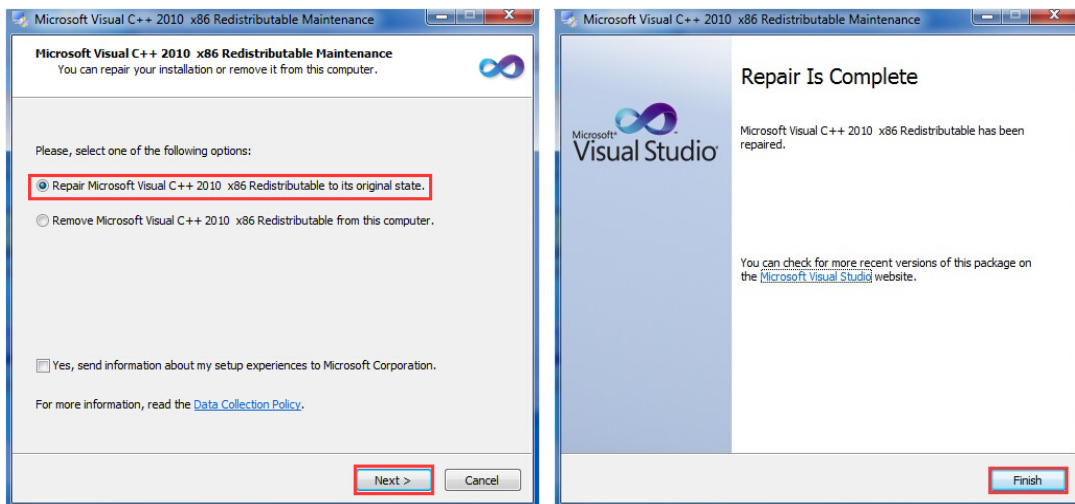 Microsoft Visual C++ 2010 x86 Redistributable Maintenance
Microsoft Visual C++ 2010 x86 Redistributable Maintenance
You can repair your installation or remove it from this computer.
Please, select one of the following options:
Repair Microsoft Visual C++ 2010 x86 Redistributable to its original state.
Remove Microsoft Visual C++ 2010 x86 Redistributable from this computer.
Yes, send information about my setup experiences to Microsoft Corporation.
For more information, read the Data Collection Policy.
Next >
Cancel
Microsoft Visual C++ 2010 x86 Redistributable Maintenance
Microsoft®
Visual Studio®
Repair Is Complete
Microsoft Visual C++ 2010 x86 Redistributable has been
repaired.
You can check for more recent versions of this package on
the Microsoft Visual Studio website.
Finish